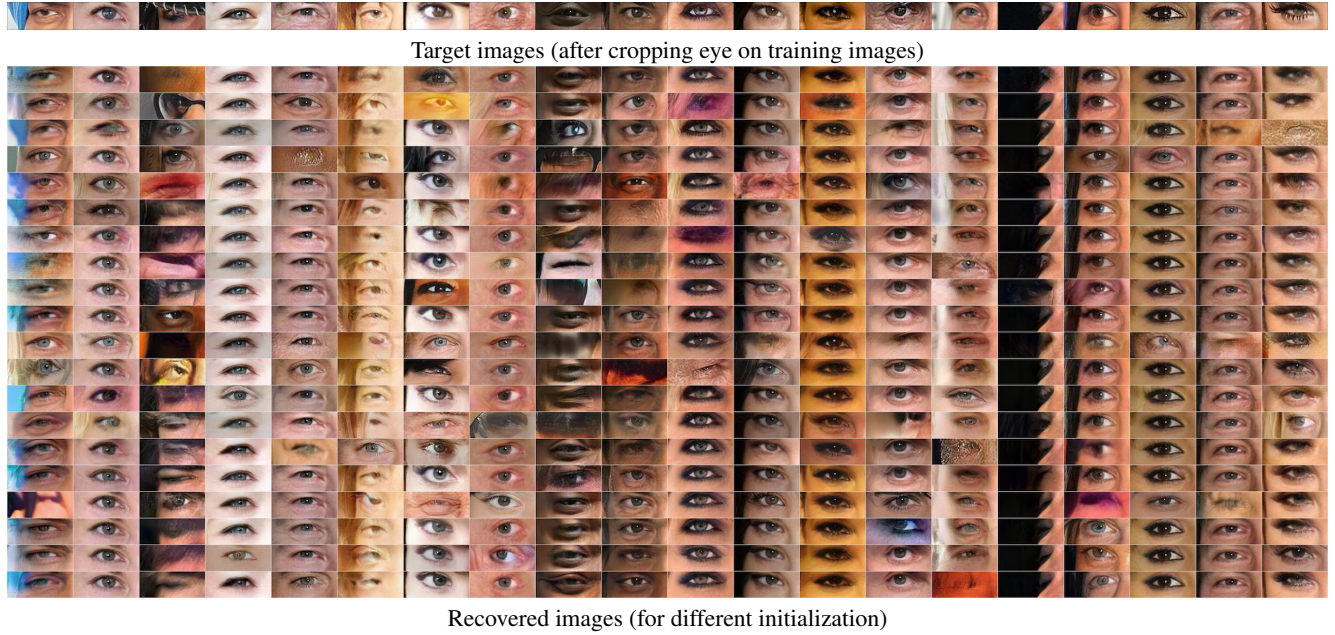 Target images (after cropping eye on training images)
Recovered images (for different initialization)